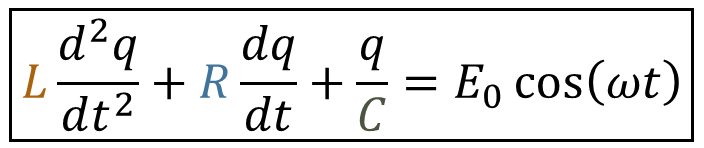 L d²q/dt² + R dq/dt + q/C = E₀ cos(ωt)